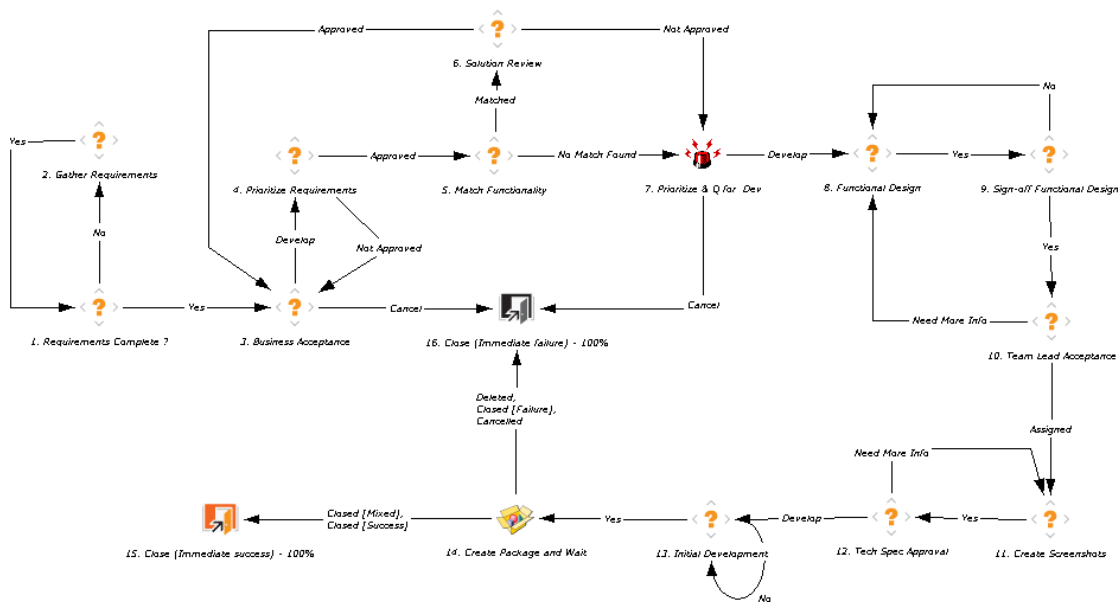 Approved
Not Approved
6. Solution Review
Matched
No
Yes
Approved
No Match Found
Develop
Yes
2. Gather Requirements
4. Prioritize Requirements
5. Match Functionality
7. Prioritize & Q for Dev
8. Functional Design
9. Sign-off Functional Design
No
Develop
Not Approved
Yes
Yes
Cancel
Cancel
Need More Info
1. Requirements Complete ?
3. Business Acceptance
16. Close (Immediate failure) - 100%
10. Team Lead Acceptance
Deleted,
Closed [Failure],
Cancelled
Assigned
Need More Info
Closed [Mixed],
Closed [Success]
Yes
Develop
Yes
15. Close (Immediate success) - 100%
14. Create Package and Wait
13. Initial Development
12. Tech Spec Approval
11. Create Screenshots
No